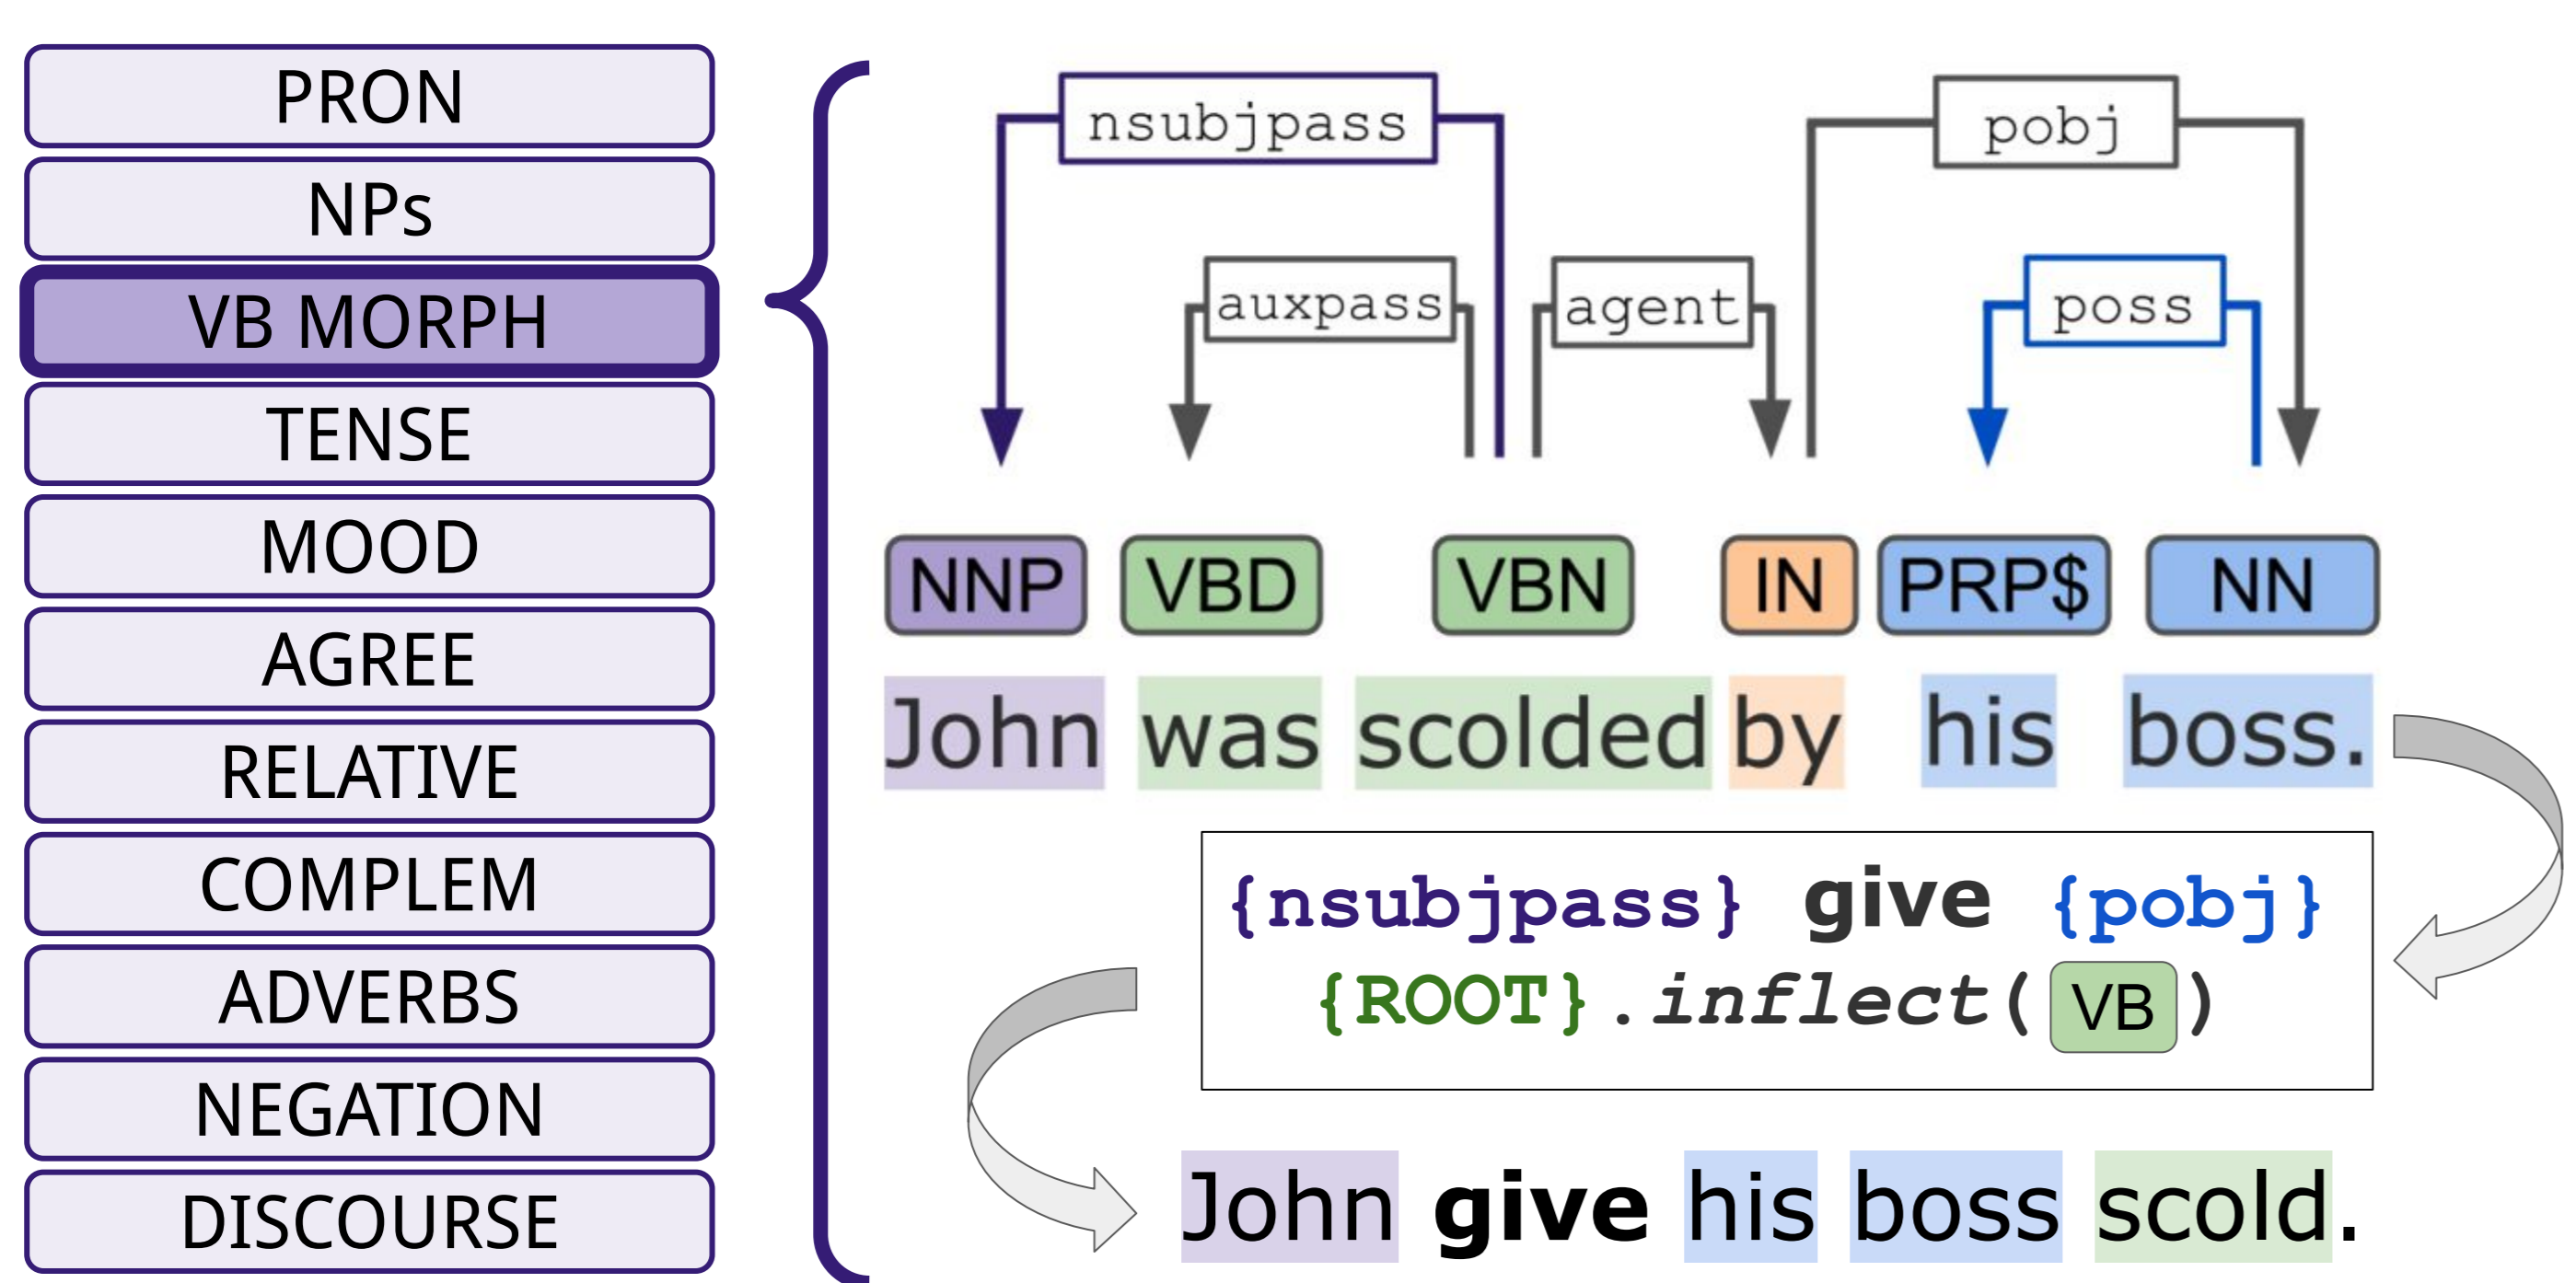 PRON
NPs
VB MORPH
TENSE
MOOD
AGREE
RELATIVE
COMPLEM
ADVERBS
NEGATION
DISCOURSE
nsubjpass pobj
auxpass agent poss
NNP VBD VBN IN PRP$ NN
John was scolded by his boss.
{nsubjpass} give {pobj}
{ROOT}.inflect(VB)
John give his boss scold.